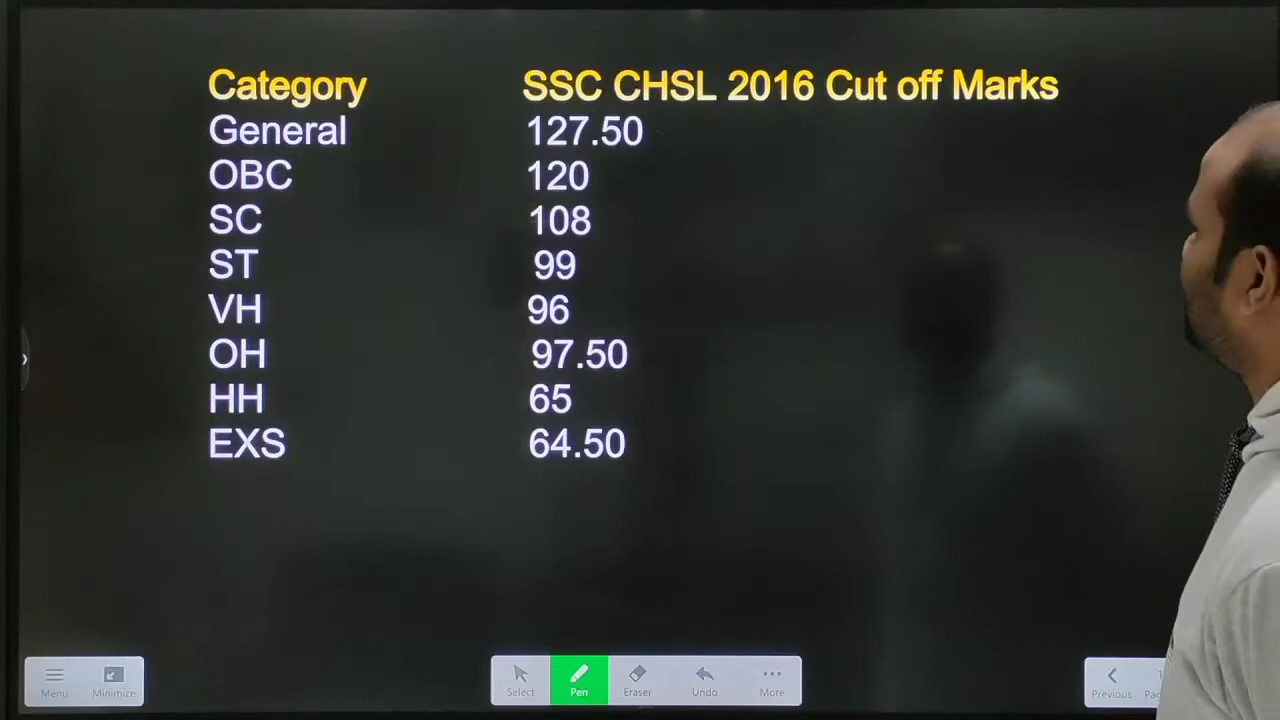 Category SSC CHSL 2016 Cut off Marks
General 127.50
OBC 120
SC 108
ST 99
VH 96
OH 97.50
HH 65
EXS 64.50
Menu Minimize Select Pen Eraser Undo More Previous